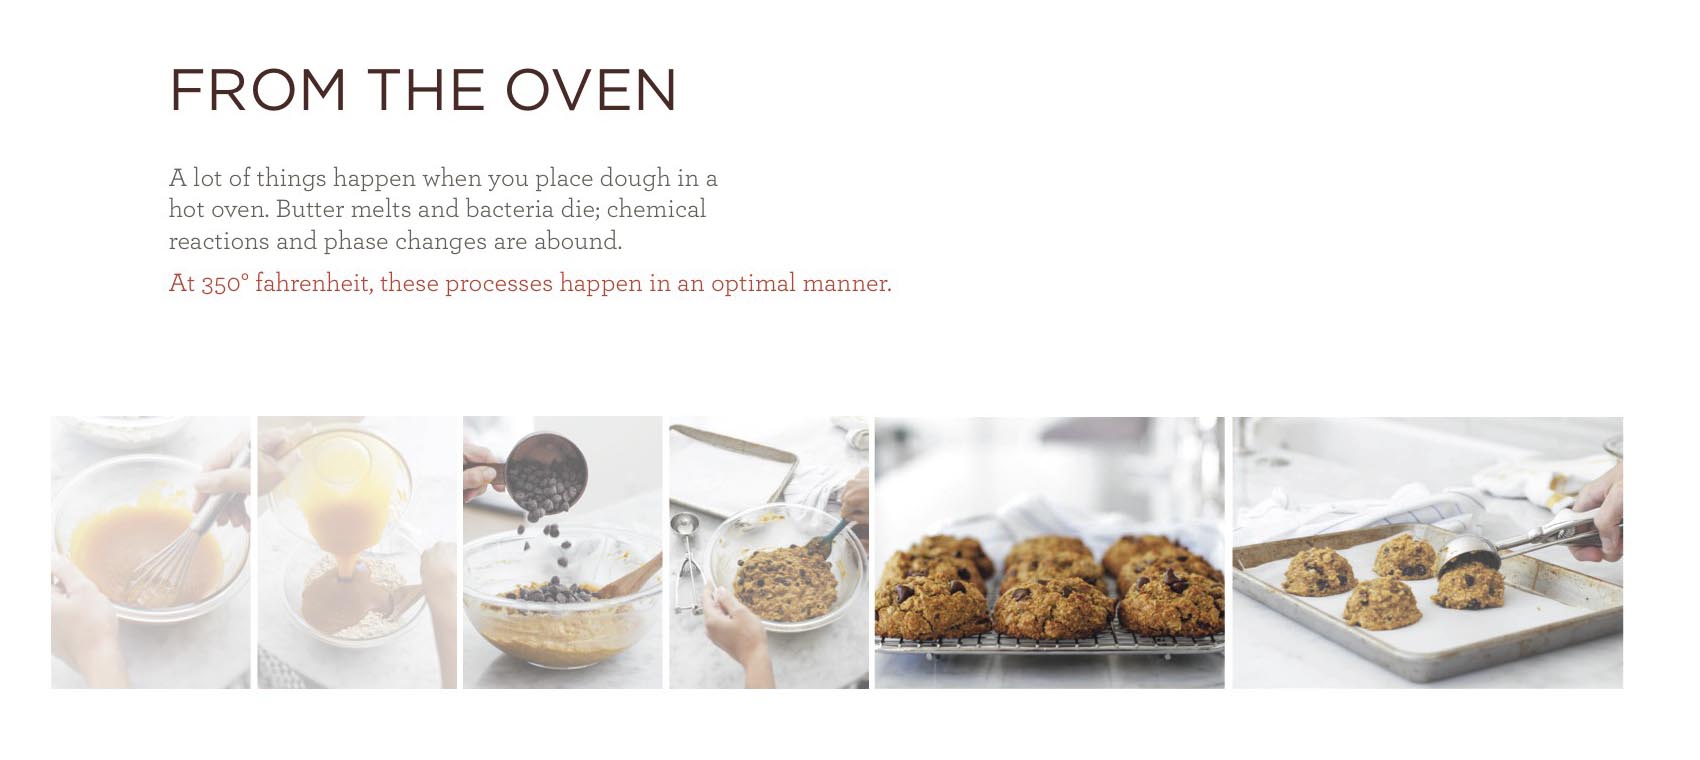 FROM THE OVEN
A lot of things happen when you place dough in a
hot oven. Butter melts and bacteria die; chemical
reactions and phase changes are abound.
At 350° fahrenheit, these processes happen in an optimal manner.